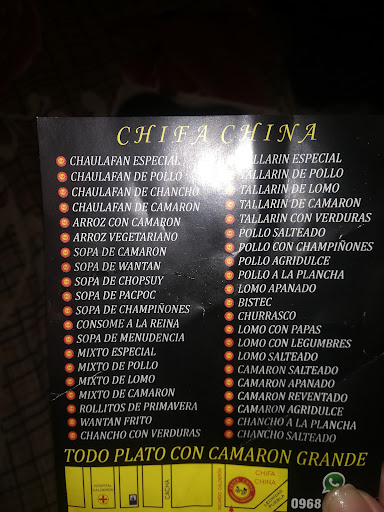 CHIFA CHINA
CHAULAFAN ESPECIAL
CHAULAFAN DE POLLO
CHAULAFAN DE CHANCHO
CHAULAFAN DE CAMARON
ARROZ CON CAMARON
ARROZ VEGETARIANO
SOPA DE CAMARON
SOPA DE WANTAN
SOPA DE CHOPSUY
SOPA DE PACPOC
SOPA DE CHAMPIÑONES
CONSOME A LA REINA
SOPA DE MENUDENCIA
MIXTO ESPECIAL
MIXTO DE POLLO
MIXTO DE LOMO
MIXTO DE CAMARON
ROLLITOS DE PRIMAVERA
WANTAN FRITO
CHANCHO CON VERDURAS
TALLARIN ESPECIAL
TALLARIN DE POLLO
TALLARIN DE LOMO
TALLARIN DE CAMARON
TALLARIN CON VERDURAS
POLLO SALTEADO
POLLO CON CHAMPIÑONES
POLLO AGRIDULCE
POLLO A LA PLANCHA
LOMO APANADO
BISTEC
CHURRASCO
LOMO CON PAPAS
LOMO CON LEGUMBRES
LOMO SALTEADO
CAMARON SALTEADO
CAMARON APANADO
CAMARON REVENTADO
CAMARON AGRIDULCE
CHANCHO A LA PLANCHA
CHANCHO SALTEADO
TODO PLATO CON CAMARON GRANDE
HOSPITAL
CACHA
CHIFA
CHINA
0968